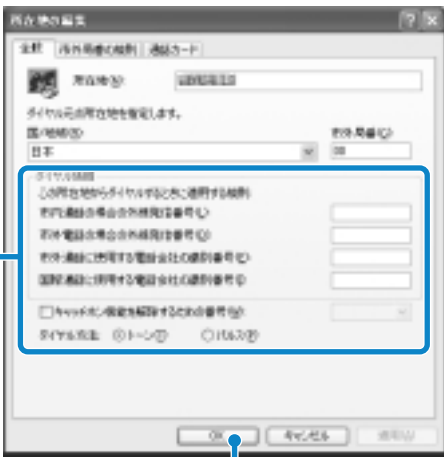 所在地の編集
全般 市外局番の規則 通話カード
所在地(N):
ダイヤル元の所在地を指定します。
国/地域(R): 市外局番(C):
日本
ダイヤル情報
この所在地からダイヤルするときに適用する規則:
市内通話の場合の外線発信番号(L):
市外通話の場合の外線発信番号(D):
市外通話に使用する電話会社の識別番号(E):
国際通話に使用する電話会社の識別番号(I):
キャッチホン機能を解除するための番号(W):
ダイヤル方法: トーン(T) パルス(P)
OK キャンセル 適用(A)